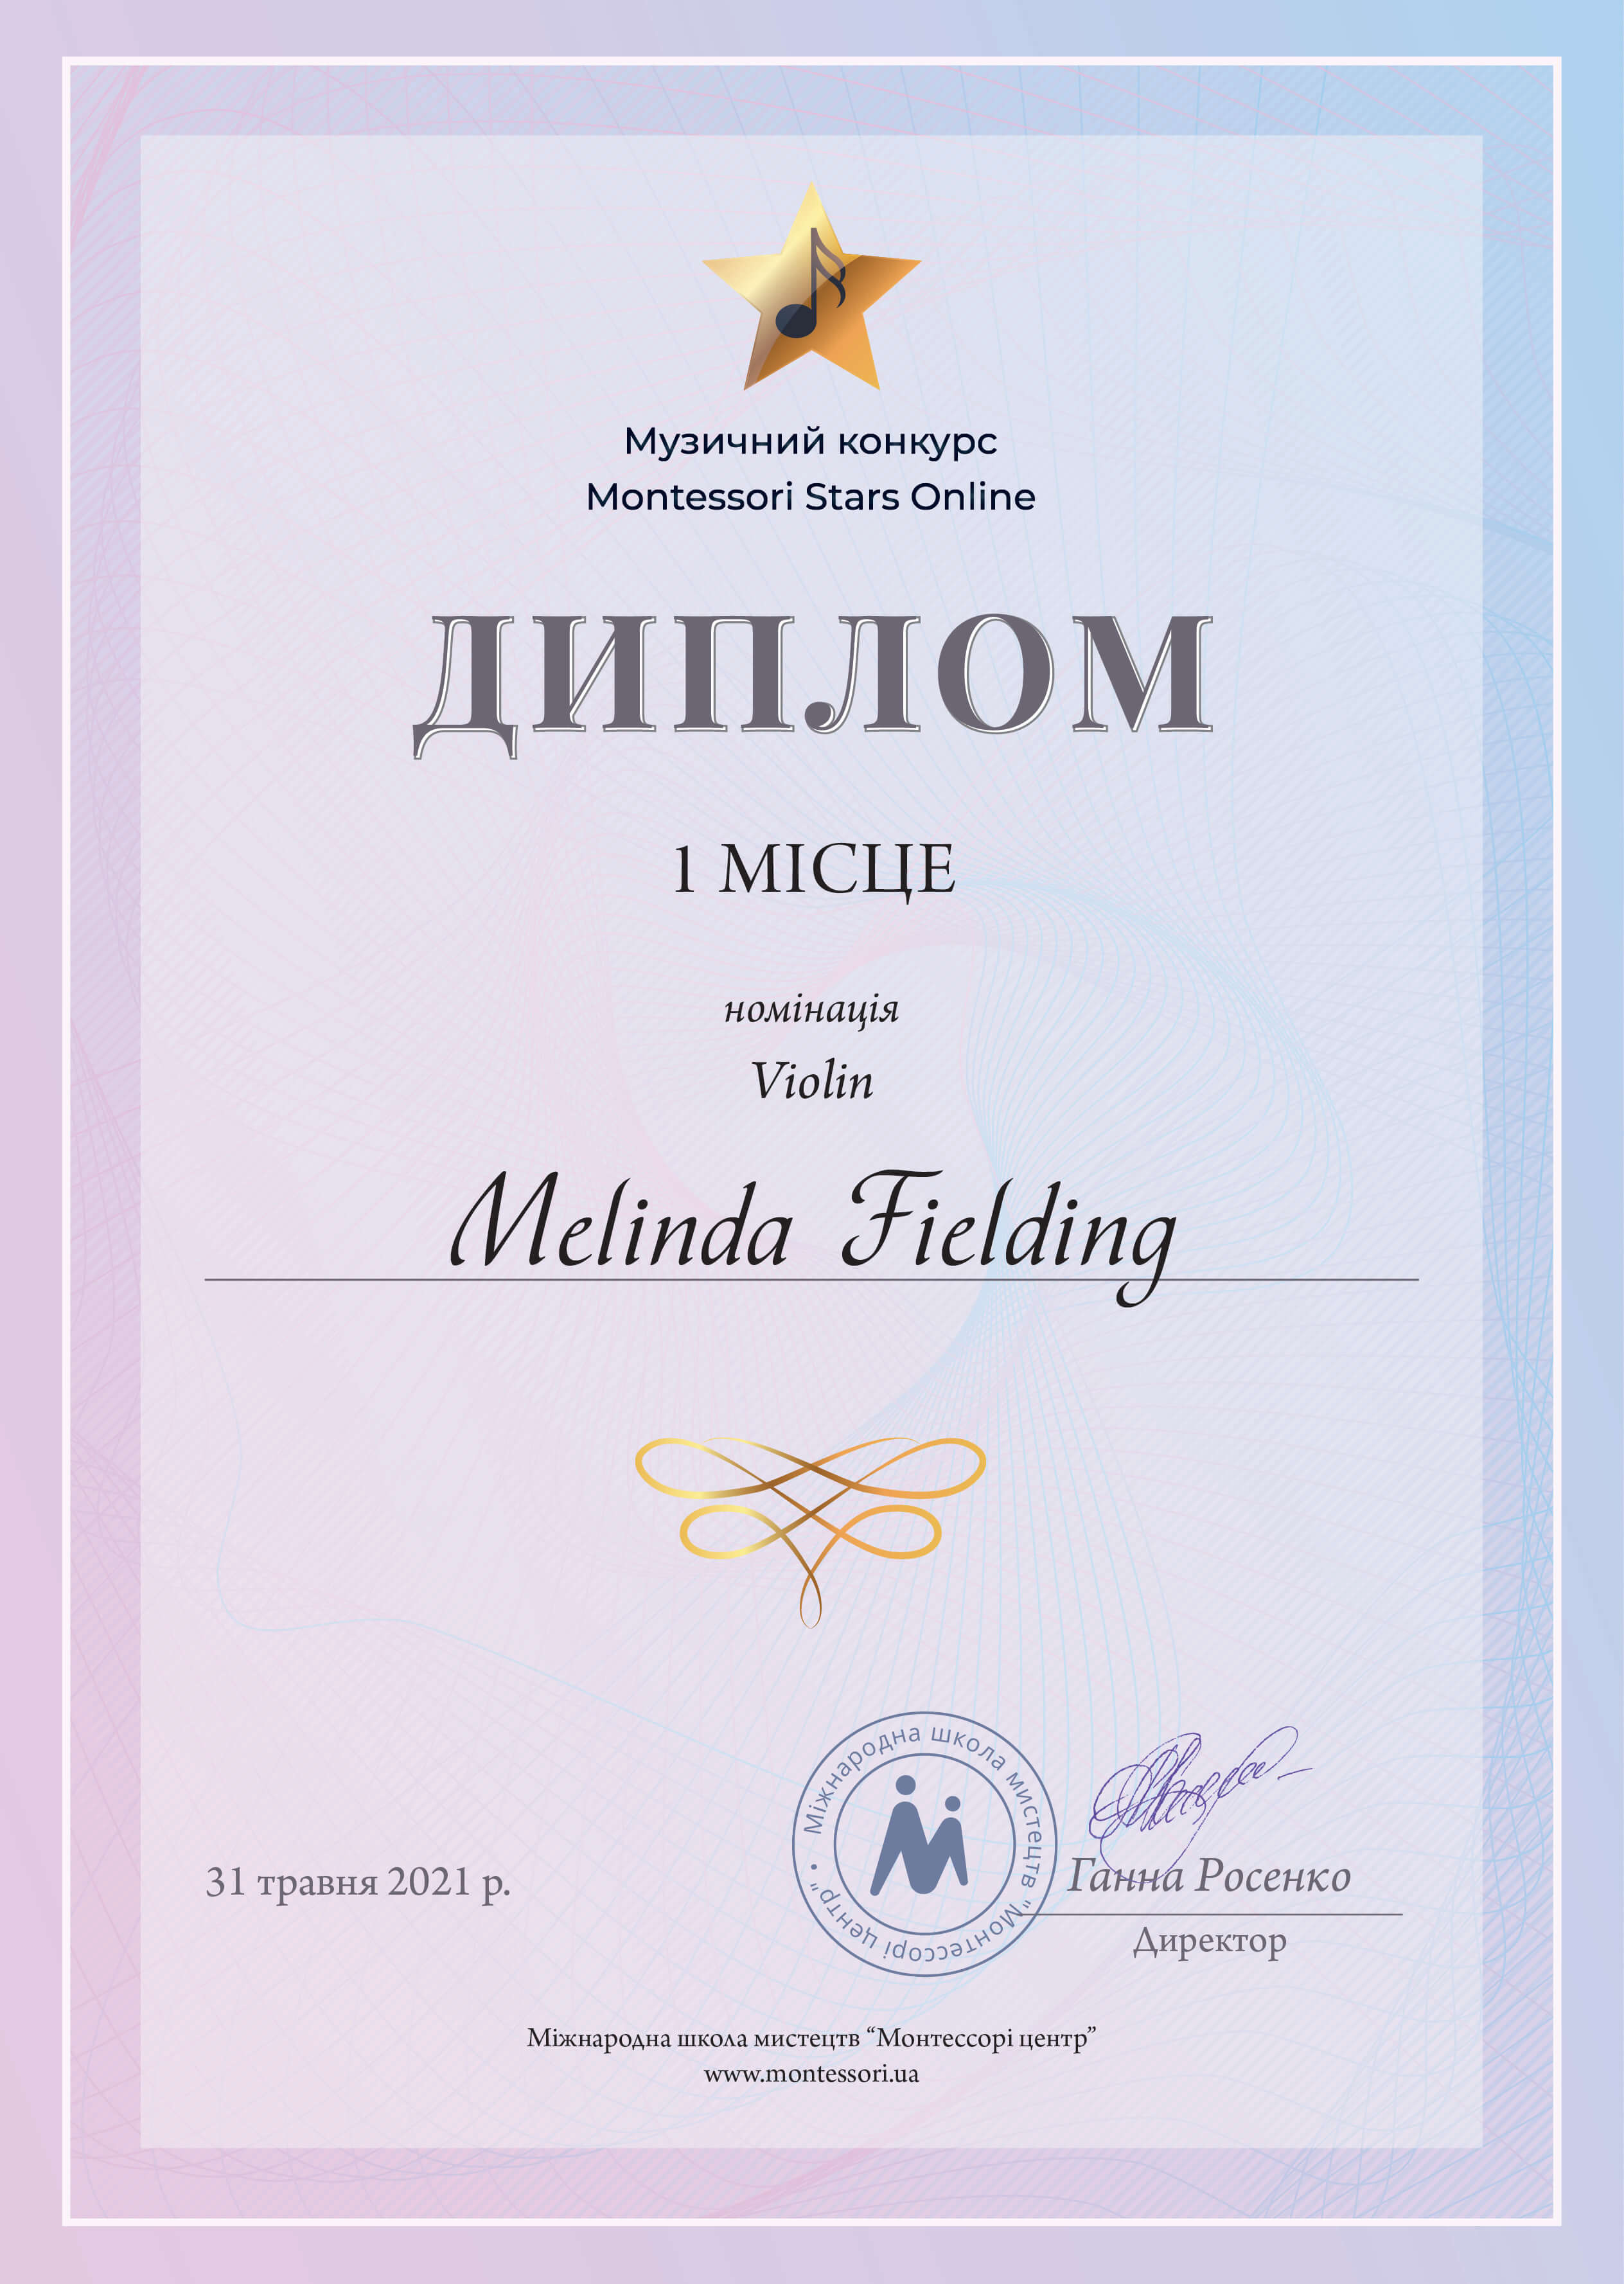 Музичний конкурс
Montessori Stars Online
ДИПЛОМ
1 МІСЦЕ
номінація
Violin
Melinda Fielding
Міжнародна школа мистецтв "Монтессорі центр" •
31 травня 2021 р.
Ганна Росенко
Директор
Міжнародна школа мистецтв “Монтессорі центр”
www.montessori.ua